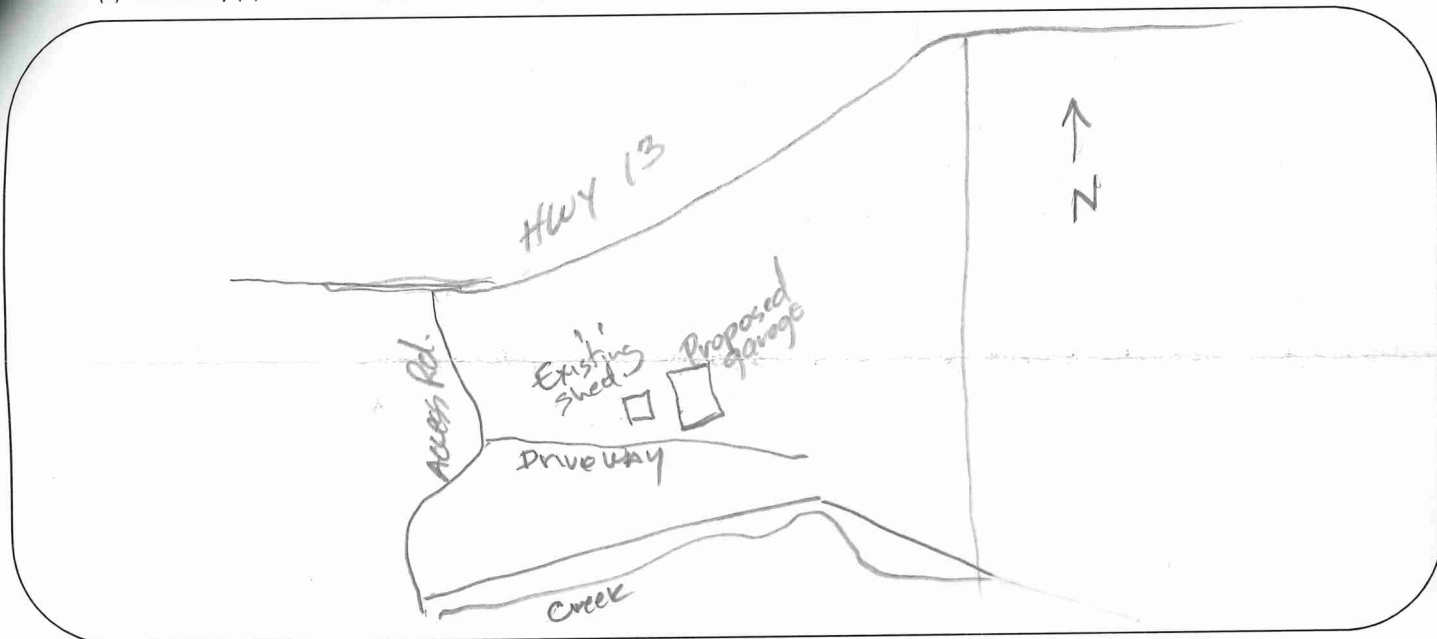 HWY 13
N
Proposed
garage
Existing
shed
Access Rd.
DRIVEWAY
Creek